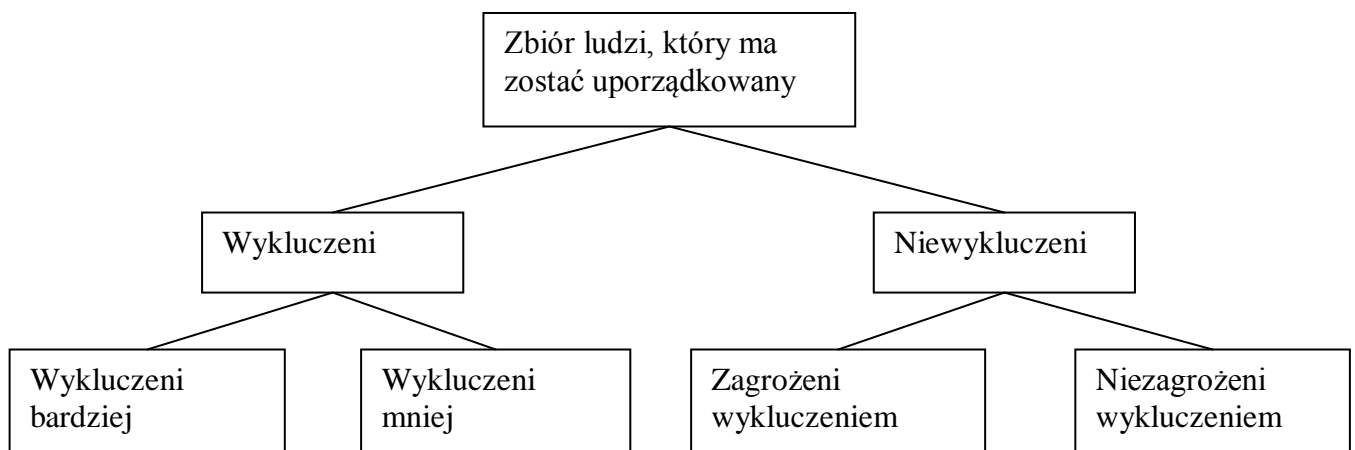 Zbiór ludzi, który ma
zostać uporządkowany
Wykluczeni
Niewykluczeni
Wykluczeni
bardziej
Wykluczeni
mniej
Zagrożeni
wykluczeniem
Niezagrożeni
wykluczeniem